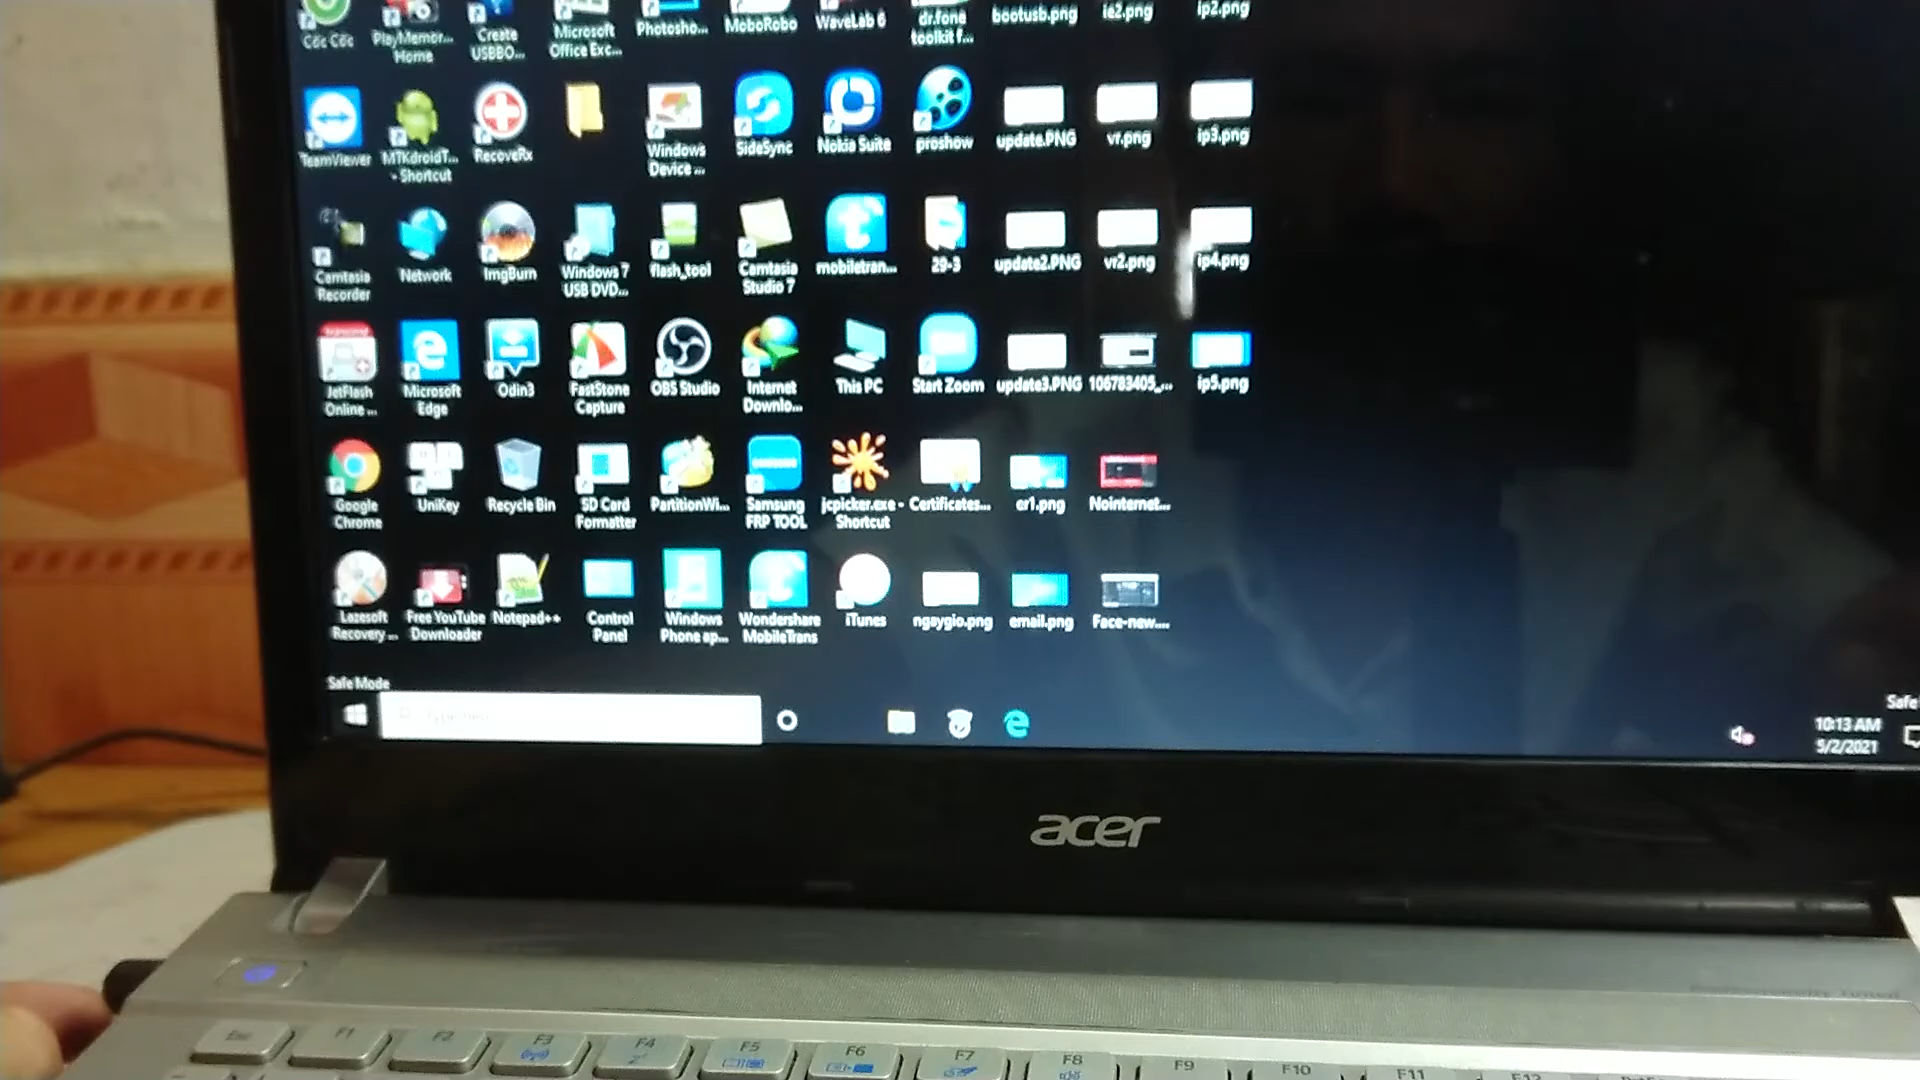 Cốc Cốc
PlayMemor...
Home
Create
USBBO...
Microsoft
Office Exc...
Photosho...
MoboRobo
WaveLab 6
dr.fone
toolkit f...
bootusb.png
ie2.png
ip2.png
TeamViewer
MTKdroidT...
- Shortcut
RecoveRx
Windows
Device ...
SideSync
Nokia Suite
proshow
update.PNG
vr.png
ip3.png
Camtasia
Recorder
Network
ImgBurn
Windows 7
USB DVD...
flash_tool
Camtasia
Studio 7
mobiletran...
29-3
update2.PNG
vr2.png
ip4.png
JetFlash
Online ...
Microsoft
Edge
Odin3
FastStone
Capture
OBS Studio
Internet
Downlo...
This PC
Start Zoom
update3.PNG
106783405_...
ip5.png
Google
Chrome
UniKey
Recycle Bin
SD Card
Formatter
PartitionWi...
Samsung
FRP TOOL
jcpicker.exe -
Shortcut
Certificates...
er1.png
Nointernet...
Lazesoft
Recovery ...
Free YouTube
Downloader
Notepad++
Control
Panel
Windows
Phone ap...
Wondershare
MobileTrans
iTunes
ngaygio.png
email.png
Face-new....
Safe Mode
Safe
10:13 AM
5/2/2021
acer
Esc
F1
F2
F3
F4
F5
F6
F7
F8
F9
F10
F11
F12